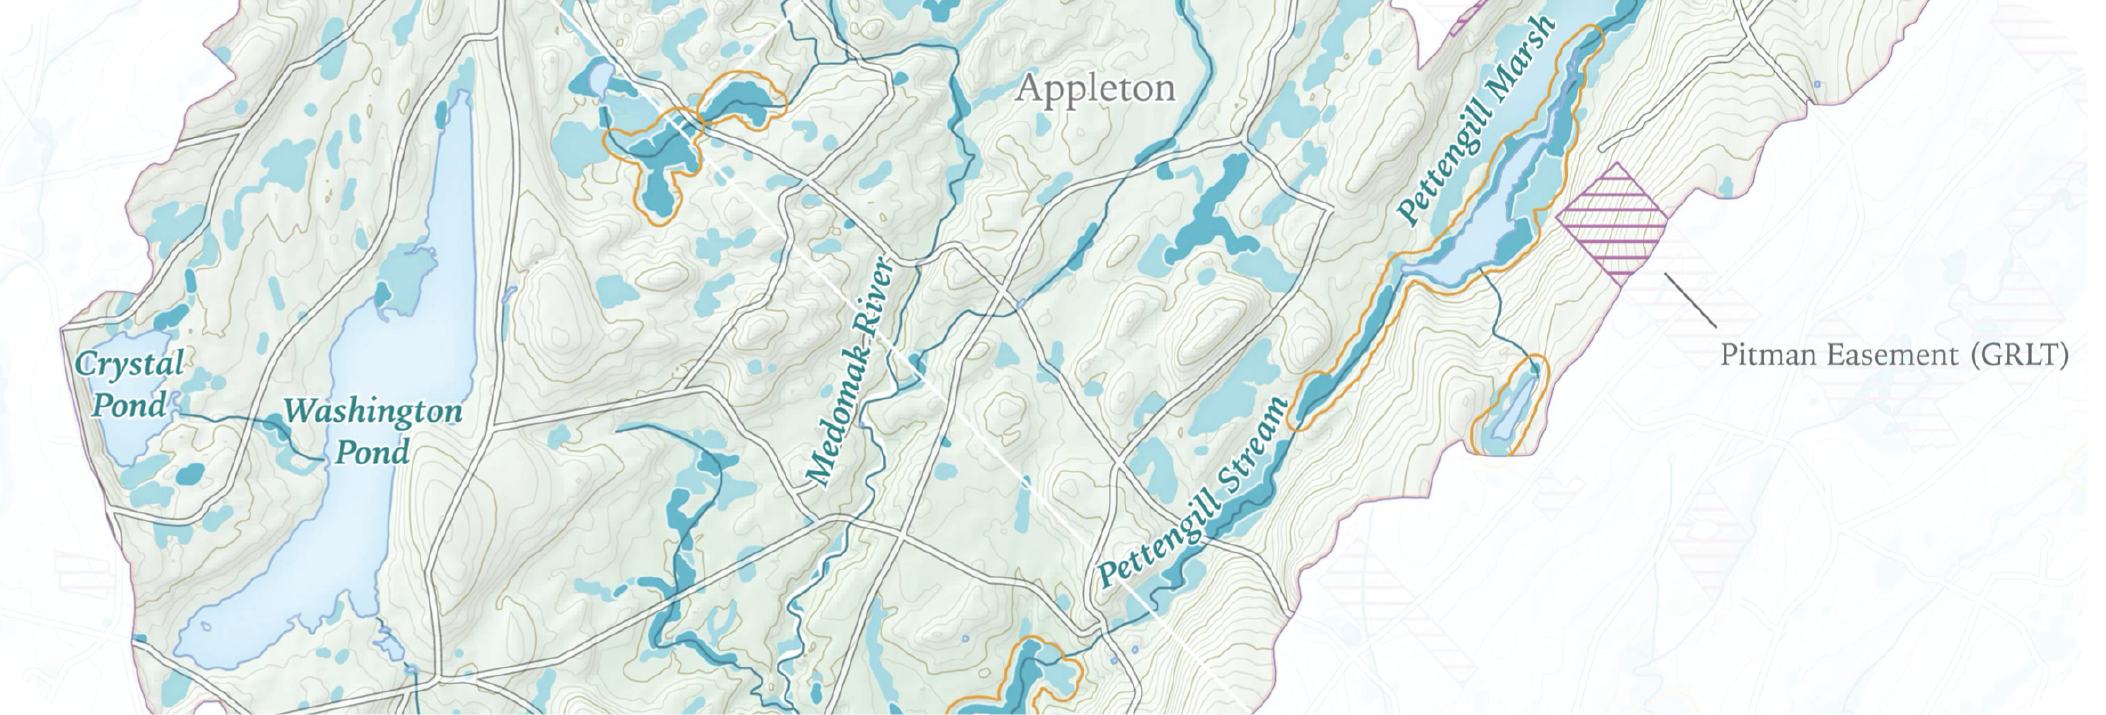 Appleton
Pettengill Marsh
Pitman Easement (GRLT)
Crystal
Pond
Washington
Pond
Medomak River
Pettengill Stream